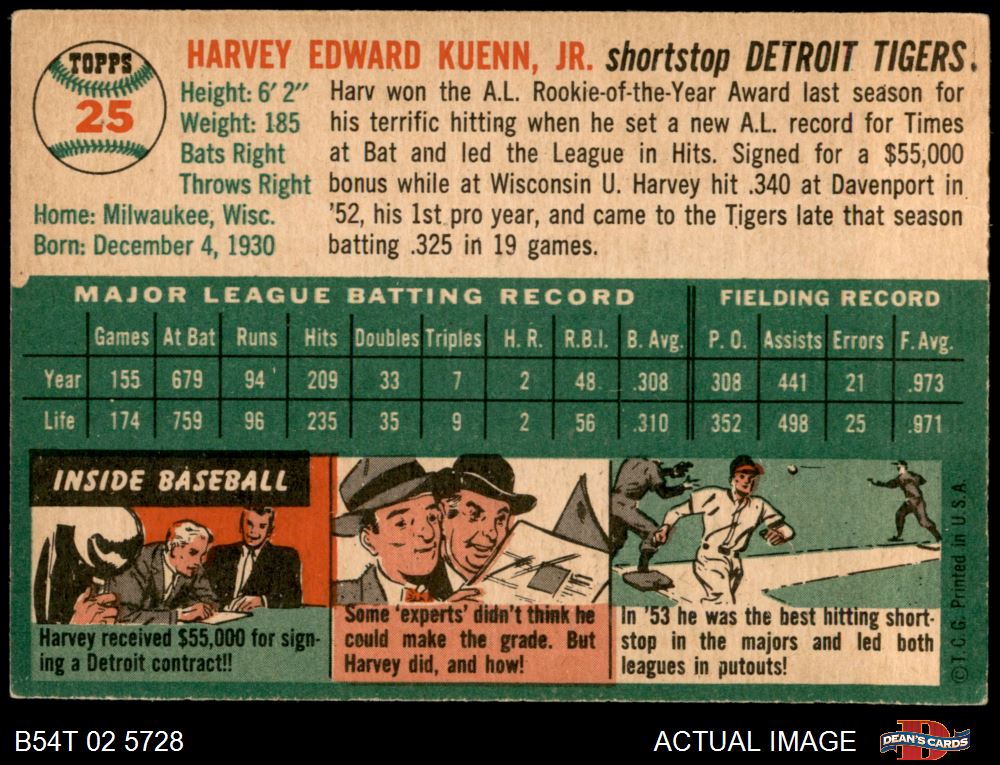 TOPPS
25
HARVEY EDWARD KUENN, JR. shortstop DETROIT TIGERS.
Height: 6' 2"
Weight: 185
Bats Right
Throws Right
Home: Milwaukee, Wisc.
Born: December 4, 1930
Harv won the A.L. Rookie-of-the-Year Award last season for
his terrific hitting when he set a new A.L. record for Times
at Bat and led the League in Hits. Signed for a $55,000
bonus while at Wisconsin U. Harvey hit .340 at Davenport in
'52, his 1st pro year, and came to the Tigers late that season
batting .325 in 19 games.
MAJOR LEAGUE BATTING RECORD FIELDING RECORD
Games At Bat Runs Hits Doubles Triples H. R. R.B.I. B. Avg. P. O. Assists Errors F. Avg.
Year 155 679 94 209 33 7 2 48 .308 308 441 21 .973
Life 174 759 96 235 35 9 2 56 .310 352 498 25 .971
INSIDE BASEBALL
Harvey received $55,000 for sign-
ing a Detroit contract!!
Some 'experts' didn't think he
could make the grade. But
Harvey did, and how!
In '53 he was the best hitting short-
stop in the majors and led both
leagues in putouts!
©T.C.G. Printed in U.S.A.
B54T 02 5728
ACTUAL IMAGE
DEAN'S CARDS